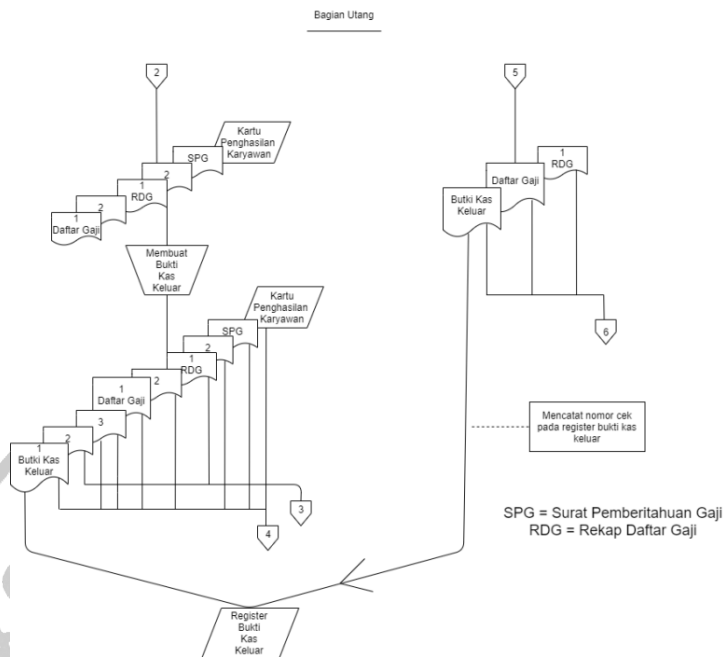 Bagian Utang
2
Kartu
Penghasilan
Karyawan
SPG
2
1
RDG
2
1
Daftar Gaji
Membuat
Bukti
Kas
Keluar
Kartu
Penghasilan
Karyawan
SPG
2
1
RDG
2
1
Daftar Gaji
3
2
1
Butki Kas
Keluar
3
4
5
1
RDG
Daftar Gaji
Butki Kas
Keluar
6
Mencatat nomor cek
pada register bukti kas
keluar
SPG = Surat Pemberitahuan Gaji
RDG = Rekap Daftar Gaji
Register
Bukti
Kas
Keluar